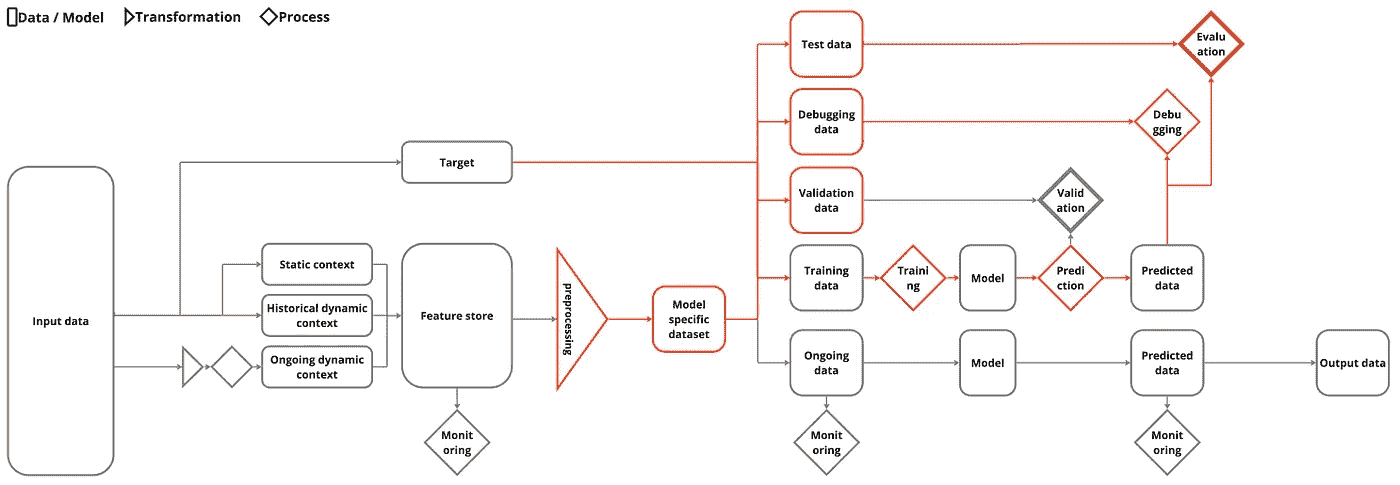 Data / Model
Transformation
Process
Test data
Evalu
ation
Debugging
data
Debu
gging
Target
Validation
data
Valid
ation
Static context
Input data
Historical dynamic
context
Feature store
preprocessing
Model
specific
dataset
Training
data
Traini
ng
Model
Predi
ction
Predicted
data
Ongoing dynamic
context
Ongoing
data
Model
Predicted
data
Output data
Monit
oring
Monit
oring
Monit
oring